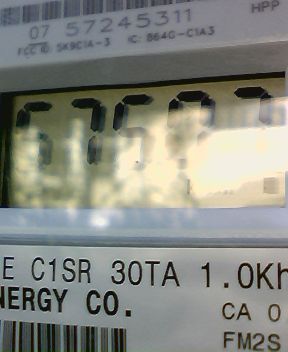 HPP
07 57245311
FCC ID: SK9C1A-3 IC: 864G-C1A3
E C1SR 30TA 1.0Kh
NERGY CO.
CA 0
FM2S